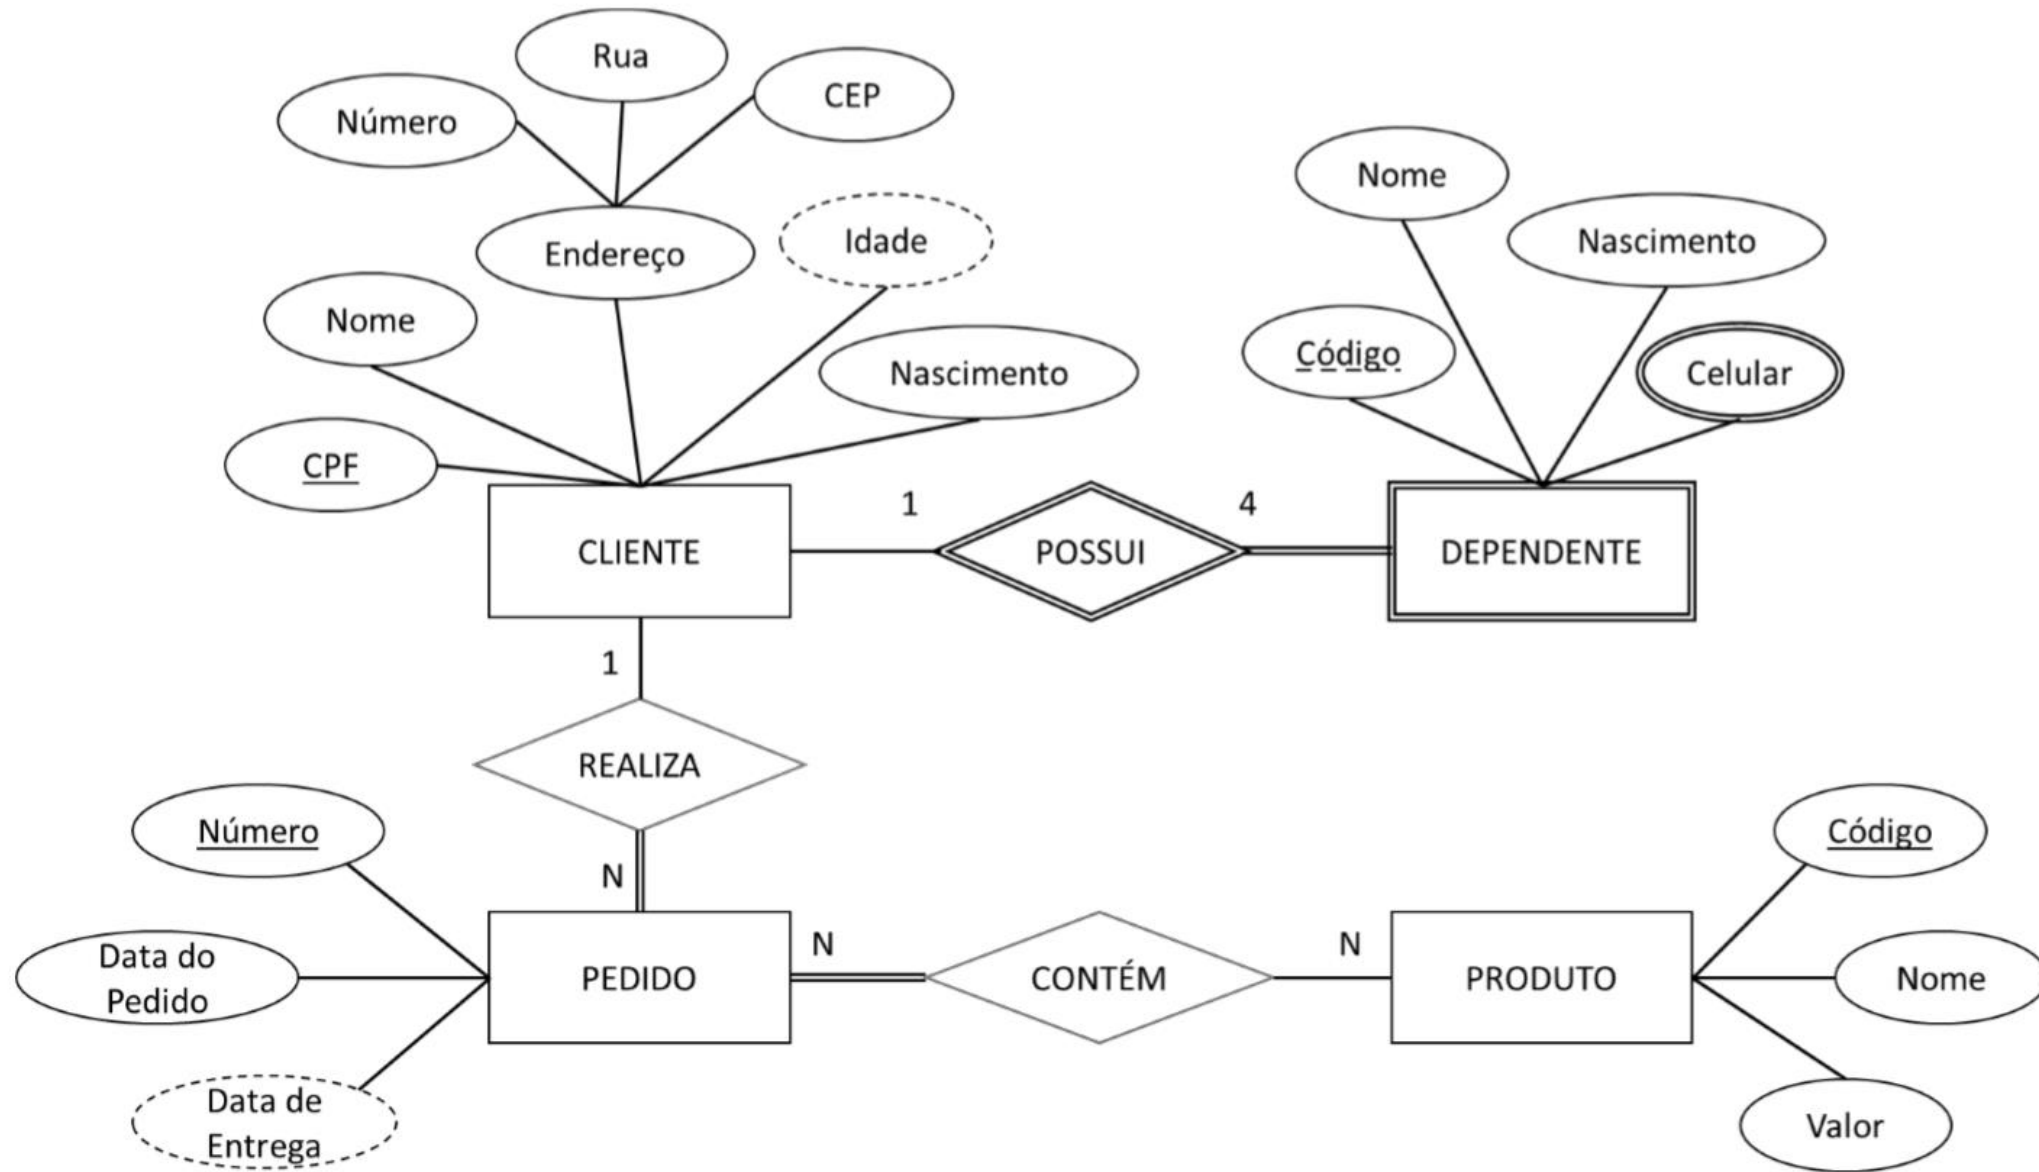 Rua
CEP
Número
Nome
Idade
Nascimento
Endereço
Nome
Código
Celular
Nascimento
CPF
1
4
CLIENTE
POSSUI
DEPENDENTE
1
REALIZA
Número
Código
N
N
N
Data do
Pedido
PEDIDO
CONTÉM
PRODUTO
Nome
Data de
Entrega
Valor